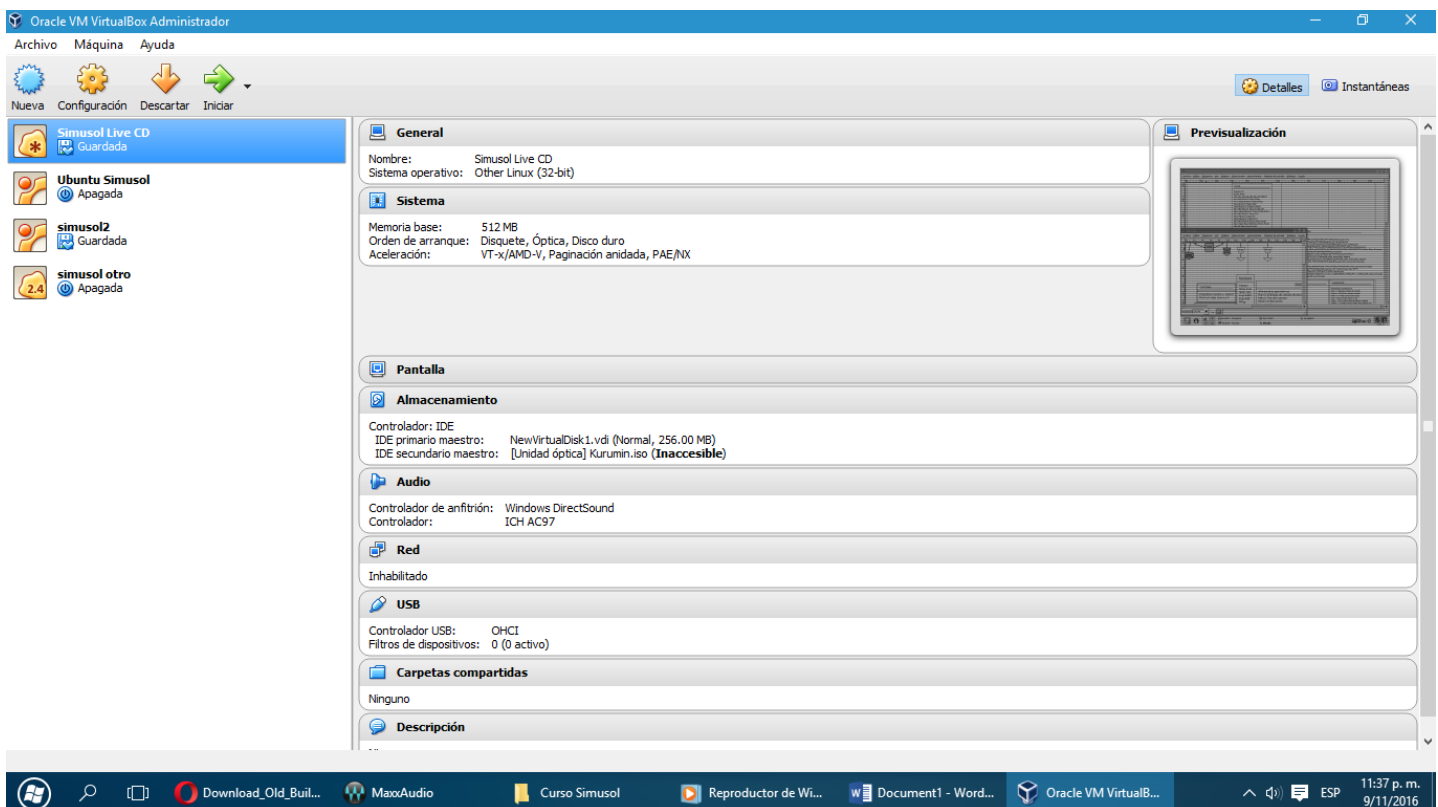 Oracle VM VirtualBox Administrador
Archivo Máquina Ayuda
Nueva Configuración Descartar Iniciar
Detalles Instantáneas
Simusol Live CD
Guardada
Ubuntu Simusol
Apagada
simusol2
Guardada
2.4
simusol otro
Apagada
General
Nombre: Simusol Live CD
Sistema operativo: Other Linux (32-bit)
Sistema
Memoria base: 512 MB
Orden de arranque: Disquete, Óptica, Disco duro
Aceleración: VT-x/AMD-V, Paginación anidada, PAE/NX
Previsualización
Pantalla
Almacenamiento
Controlador: IDE
IDE primario maestro: NewVirtualDisk1.vdi (Normal, 256.00 MB)
IDE secundario maestro: [Unidad óptica] Kurumin.iso (Inaccesible)
Audio
Controlador de anfitrión: Windows DirectSound
Controlador: ICH AC97
Red
Inhabilitado
USB
Controlador USB: OHCI
Filtros de dispositivos: 0 (0 activo)
Carpetas compartidas
Ninguno
Descripción
Download_Old_Buil... MaxxAudio Curso Simusol Reproductor de Wi... Document1 - Word... Oracle VM VirtualB... ESP 11:37 p. m.
9/11/2016